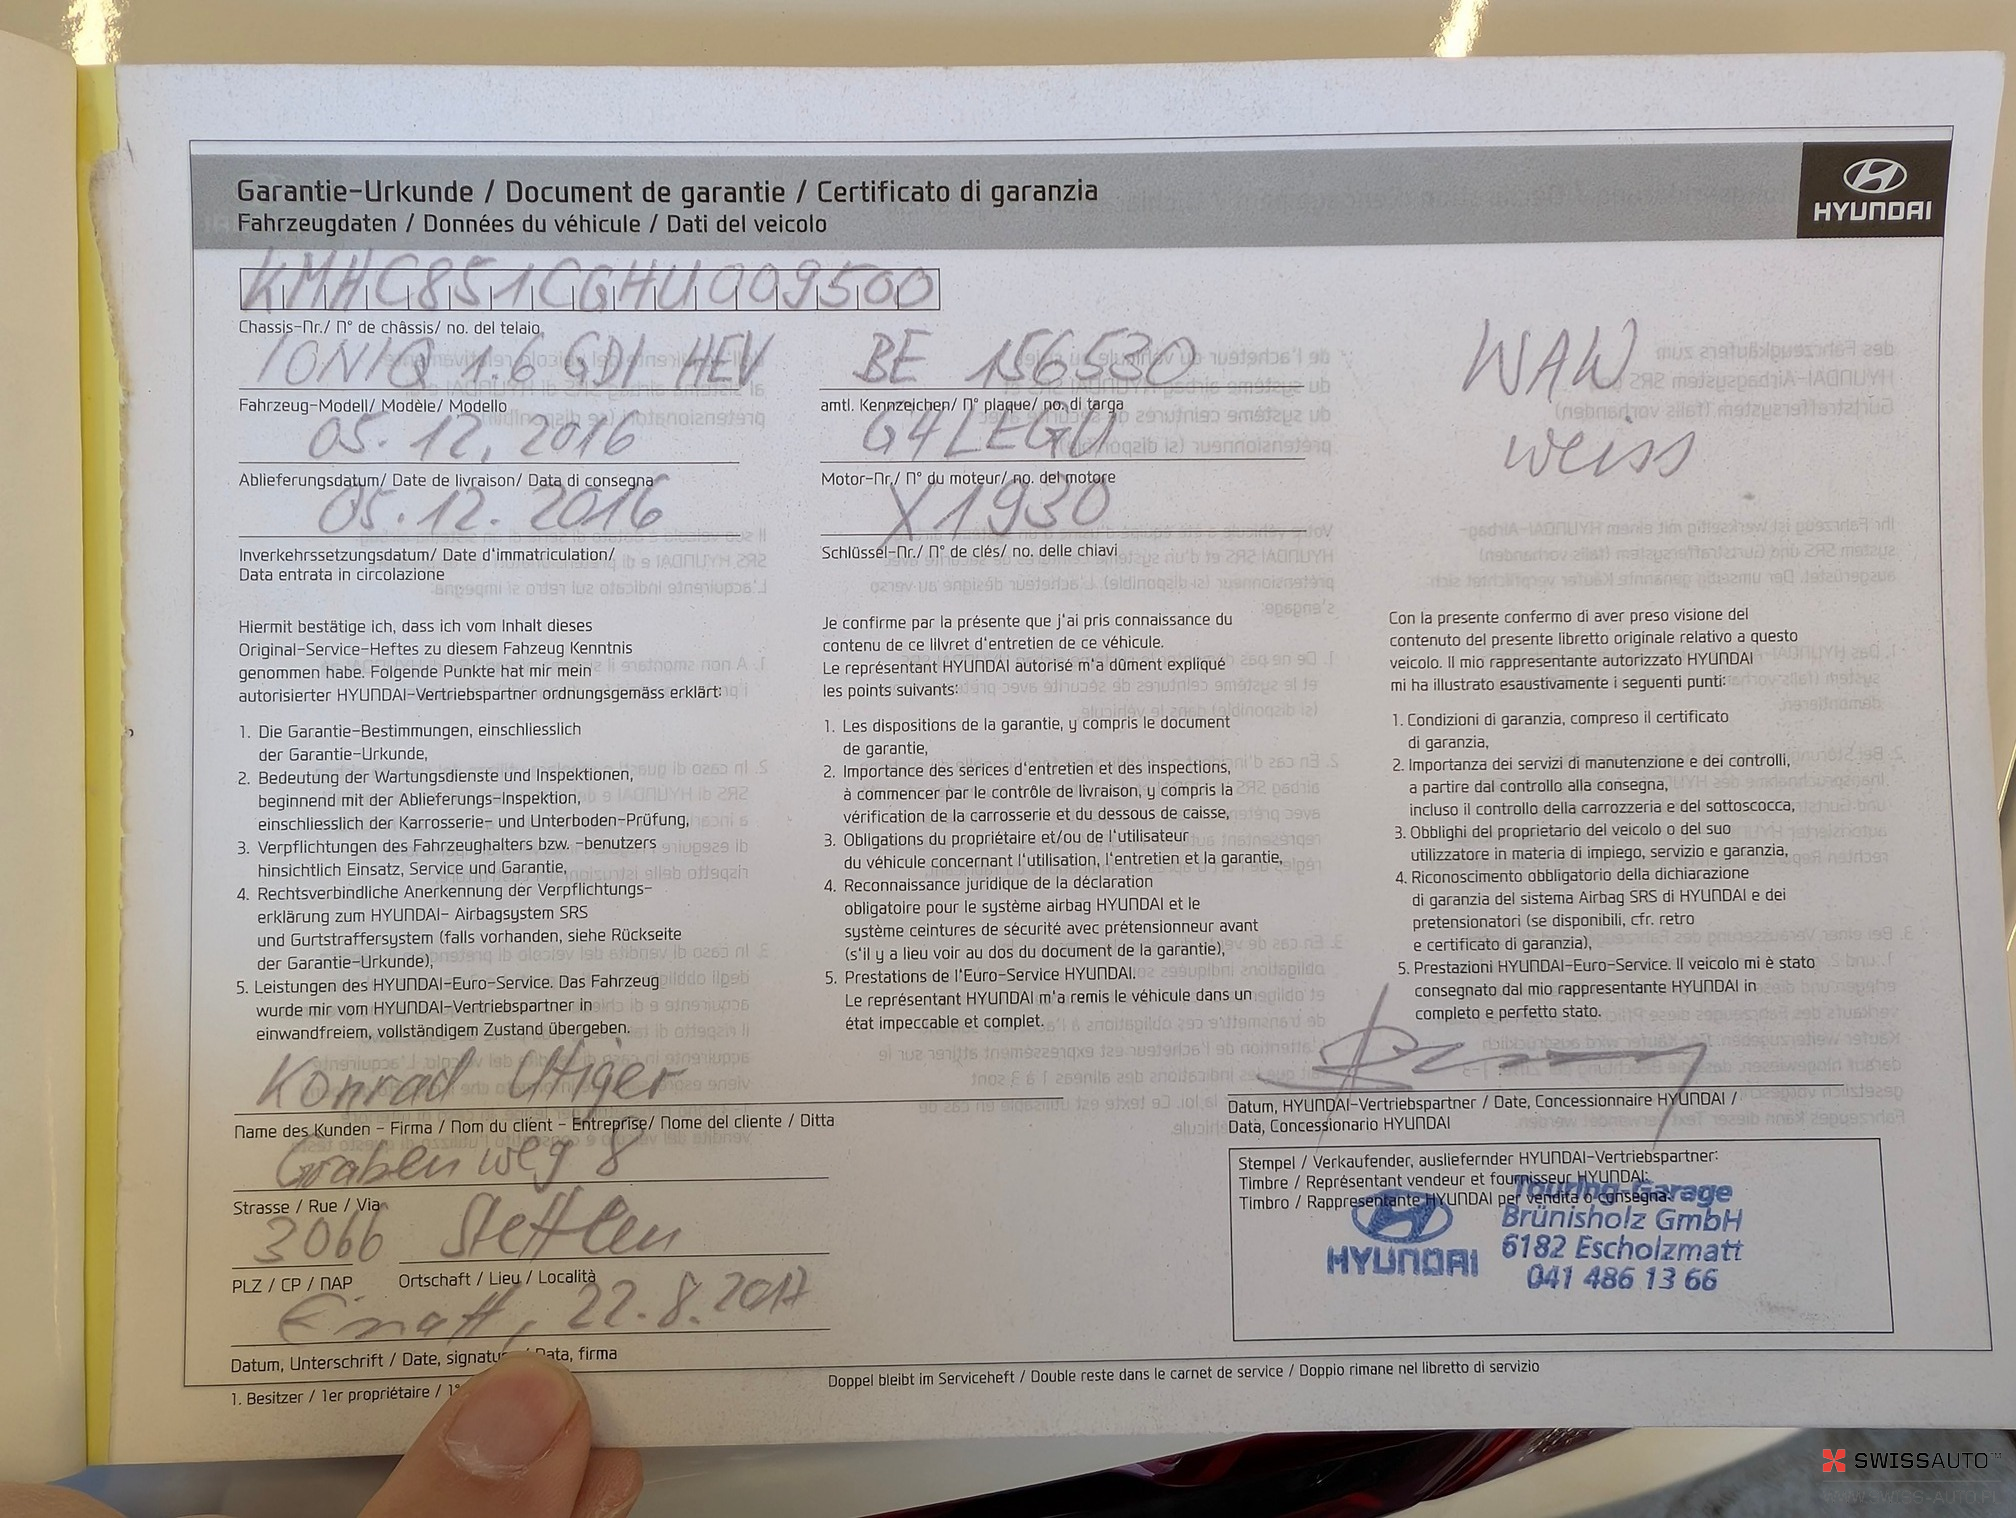 Garantie-Urkunde / Document de garantie / Certificato di garanzia
Fahrzeugdaten / Données du véhicule / Dati del veicolo
HYUNDAI
KMHC851CGHU009500
Chassis-Nr./ N° de châssis/ no. del telaio
IONIQ 1.6 GDI HEV
Fahrzeug-Modell/ Modèle/ Modello
05.12.2016
Ablieferungsdatum/ Date de livraison/ Data di consegna
05.12.2016
Inverkehrssetzungsdatum/ Date d'immatriculation/
Data entrata in circolazione
BE 156530
amtl. Kennzeichen/ N° plaque/ no. di targa
G4LEGU
Motor-Nr./ N° du moteur/ no. del motore
X1930
Schlüssel-Nr./ N° de clés/ no. delle chiavi
WAW
weiss
Hiermit bestätige ich, dass ich vom Inhalt dieses
Original-Service-Heftes zu diesem Fahzeug Kenntnis
genommen habe. Folgende Punkte hat mir mein
autorisierter HYUNDAI-Vertriebspartner ordnungsgemäss erklärt:
1. Die Garantie-Bestimmungen, einschliesslich
der Garantie-Urkunde,
2. Bedeutung der Wartungsdienste und Inspektionen,
beginnend mit der Ablieferungs-Inspektion,
einschliesslich der Karrosserie- und Unterboden-Prüfung,
3. Verpflichtungen des Fahrzeughalters bzw. -benutzers
hinsichtlich Einsatz, Service und Garantie,
4. Rechtsverbindliche Anerkennung der Verpflichtungs-
erklärung zum HYUNDAI- Airbagsystem SRS
und Gurtstraffersystem (falls vorhanden, siehe Rückseite
der Garantie-Urkunde),
5. Leistungen des HYUNDAI-Euro-Service. Das Fahrzeug
wurde mir vom HYUNDAI-Vertriebspartner in
einwandfreiem, vollständigem Zustand übergeben.
Je confirme par la présente que j'ai pris connaissance du
contenu de ce lilvret d'entretien de ce véhicule.
Le représentant HYUNDAI autorisé m'a dûment expliqué
les points suivants:
1. Les dispositions de la garantie, y compris le document
de garantie,
2. Importance des serices d'entretien et des inspections,
à commencer par le contrôle de livraison, y compris la
vérification de la carrosserie et du dessous de caisse,
3. Obligations du propriétaire et/ou de l'utilisateur
du véhicule concernant l'utilisation, l'entretien et la garantie,
4. Reconnaissance juridique de la déclaration
obligatoire pour le système airbag HYUNDAI et le
système ceintures de sécurité avec prétensionneur avant
(s'il y a lieu voir au dos du document de la garantie),
5. Prestations de l'Euro-Service HYUNDAI.
Le représentant HYUNDAI m'a remis le véhicule dans un
état impeccable et complet.
Con la presente confermo di aver preso visione del
contenuto del presente libretto originale relativo a questo
veicolo. Il mio rappresentante autorizzato HYUNDAI
mi ha illustrato esaustivamente i seguenti punti:
1. Condizioni di garanzia, compreso il certificato
di garanzia,
2. Importanza dei servizi di manutenzione e dei controlli,
a partire dal controllo alla consegna,
incluso il controllo della carrozzeria e del sottoscocca,
3. Obblighi del proprietario del veicolo o del suo
utilizzatore in materia di impiego, servizio e garanzia,
4. Riconoscimento obbligatorio della dichiarazione
di garanzia del sistema Airbag SRS di HYUNDAI e dei
pretensionatori (se disponibili, cfr. retro
e certificato di garanzia),
5. Prestazioni HYUNDAI-Euro-Service. Il veicolo mi è stato
consegnato dal mio rappresentante HYUNDAI in
completo e perfetto stato.
Konrad Utiger
Name des Kunden - Firma / Nom du client - Entreprise/ Nome del cliente / Ditta
Grabenweg 8
Strasse / Rue / Via
3066 Stettlen
PLZ / CP / NAP Ortschaft / Lieu / Località
22.8.2017
Datum, Unterschrift / Date, signatu / Data, firma
1. Besitzer / 1er propriétaire / 1°
Datum, HYUNDAI-Vertriebspartner / Date, Concessionnaire HYUNDAI /
Data, Concessionario HYUNDAI
Stempel / Verkaufender, ausliefernder HYUNDAI-Vertriebspartner:
Timbre / Représentant vendeur et fournisseur HYUNDAI:
Timbro / Rappresentante HYUNDAI per vendita o consegna:
HYUNDAI
Touring-Garage
Brünisholz GmbH
6182 Escholzmatt
041 486 13 66
Doppel bleibt im Serviceheft / Double reste dans le carnet de service / Doppio rimane nel libretto di servizio
SWISSAUTO
WWW.SWISS-AUTO.PL